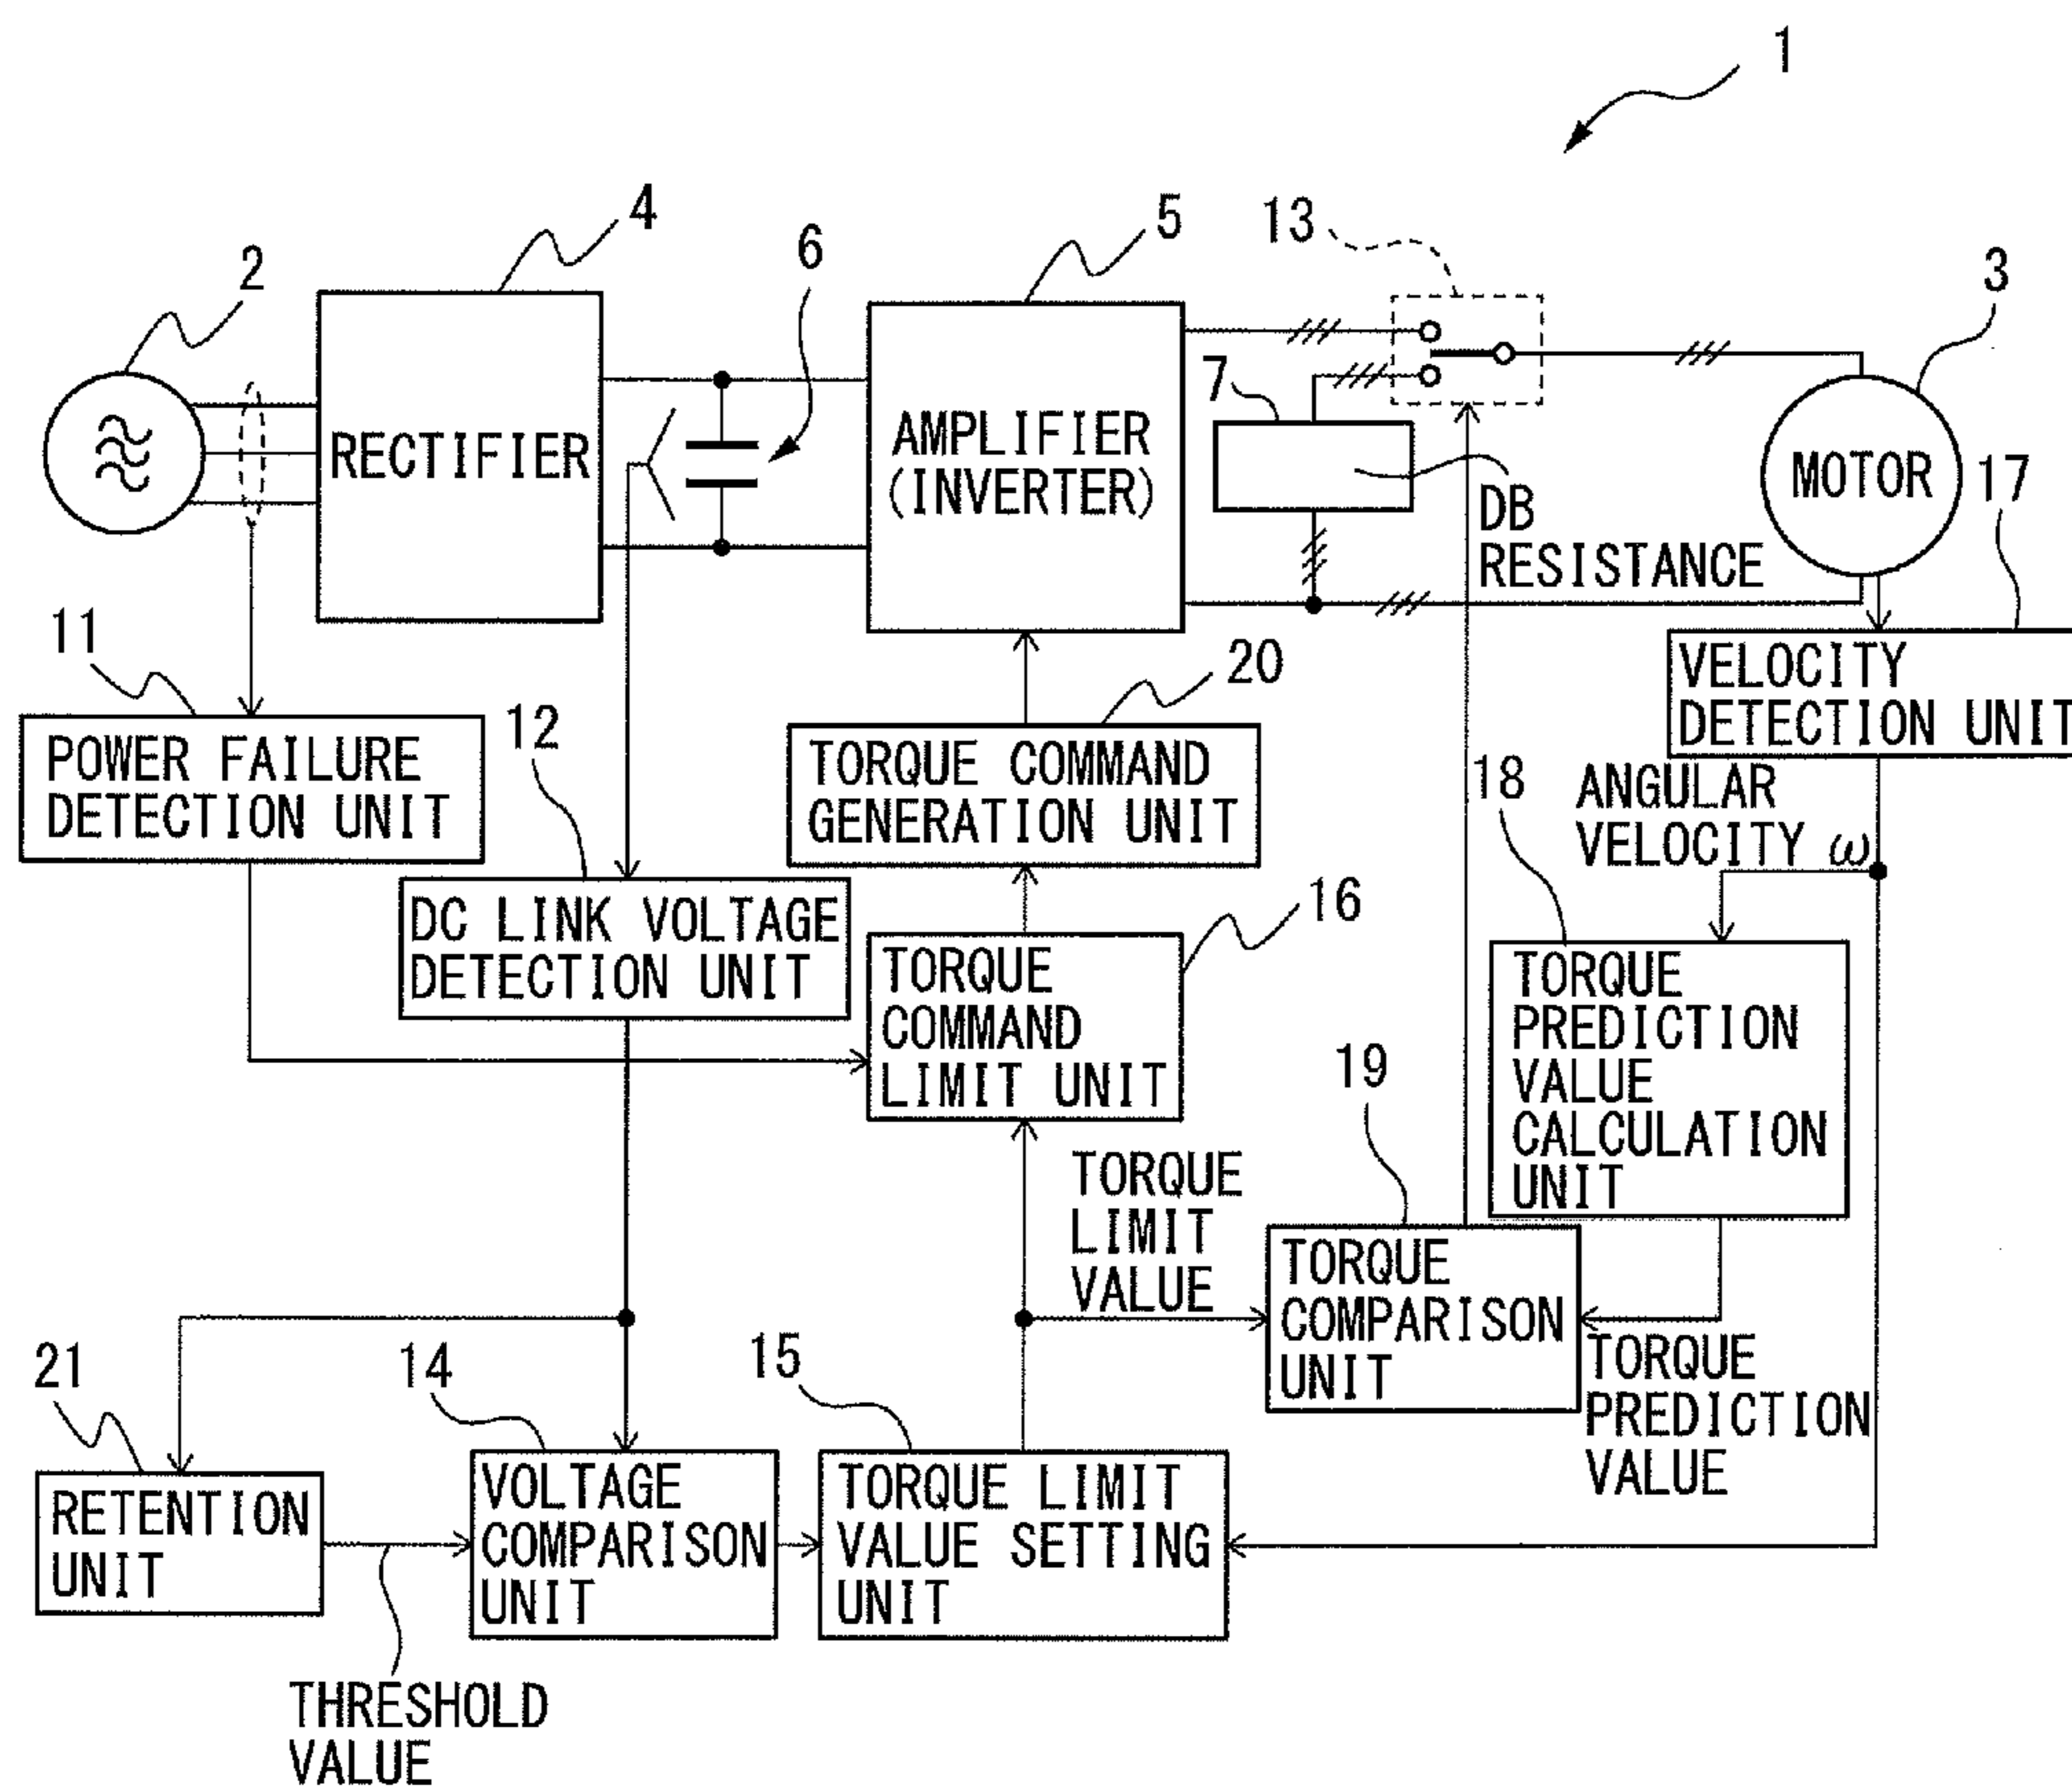 1
4
5
13
6
2
3
7
RECTIFIER
AMPLIFIER
(INVERTER)
MOTOR
17
DB
RESISTANCE
11
20
VELOCITY
DETECTION UNIT
12
POWER FAILURE
DETECTION UNIT
TORQUE COMMAND
GENERATION UNIT
18
ANGULAR
VELOCITY ω
16
DC LINK VOLTAGE
DETECTION UNIT
TORQUE
COMMAND
LIMIT UNIT
TORQUE
PREDICTION
VALUE
CALCULATION
UNIT
19
TORQUE
LIMIT
VALUE
TORQUE
COMPARISON
UNIT
TORQUE
PREDICTION
VALUE
21
14
15
RETENTION
UNIT
VOLTAGE
COMPARISON
UNIT
TORQUE LIMIT
VALUE SETTING
UNIT
THRESHOLD
VALUE